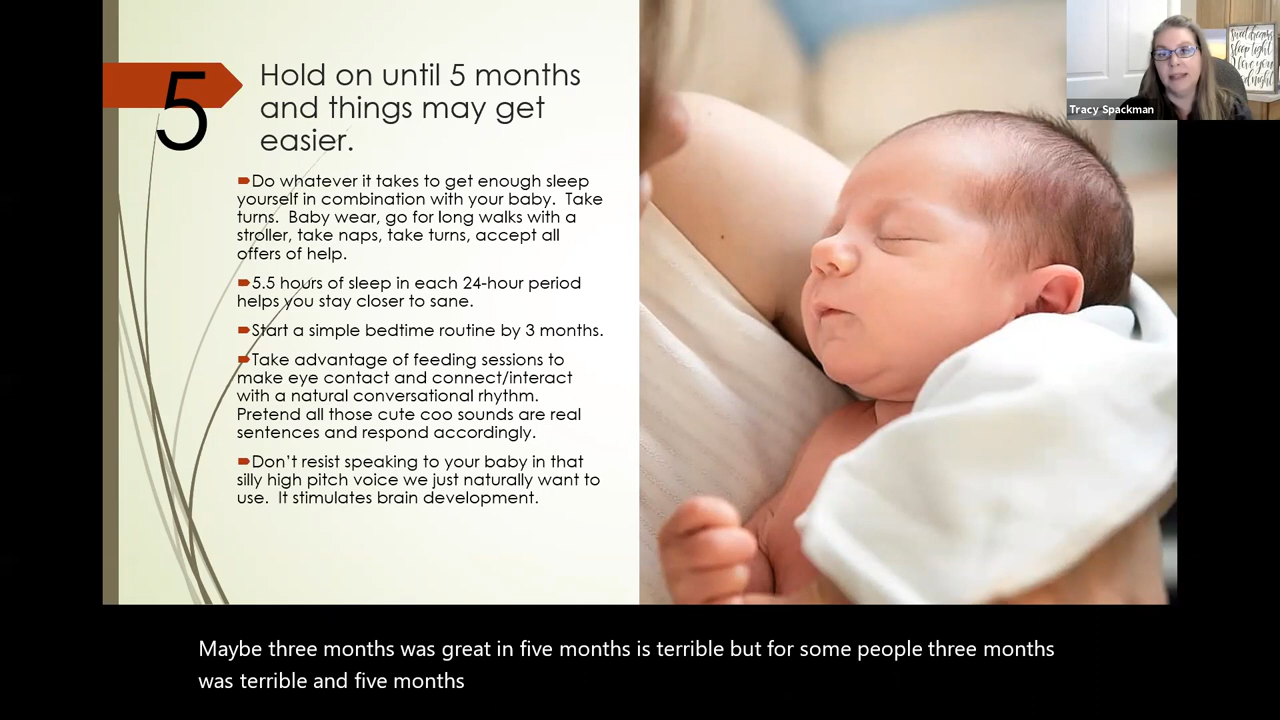 5
Hold on until 5 months
and things may get
easier.
Do whatever it takes to get enough sleep
yourself in combination with your baby.  Take
turns.  Baby wear, go for long walks with a
stroller, take naps, take turns, accept all
offers of help.
5.5 hours of sleep in each 24-hour period
helps you stay closer to sane.
Start a simple bedtime routine by 3 months.
Take advantage of feeding sessions to
make eye contact and connect/interact
with a natural conversational rhythm.
Pretend all those cute coo sounds are real
sentences and respond accordingly.
Don’t resist speaking to your baby in that
silly high pitch voice we just naturally want to
use.  It stimulates brain development.
Tracy Spackman
sweet dreams
sleep tight
love you
Maybe three months was great in five months is terrible but for some people three months
was terrible and five months